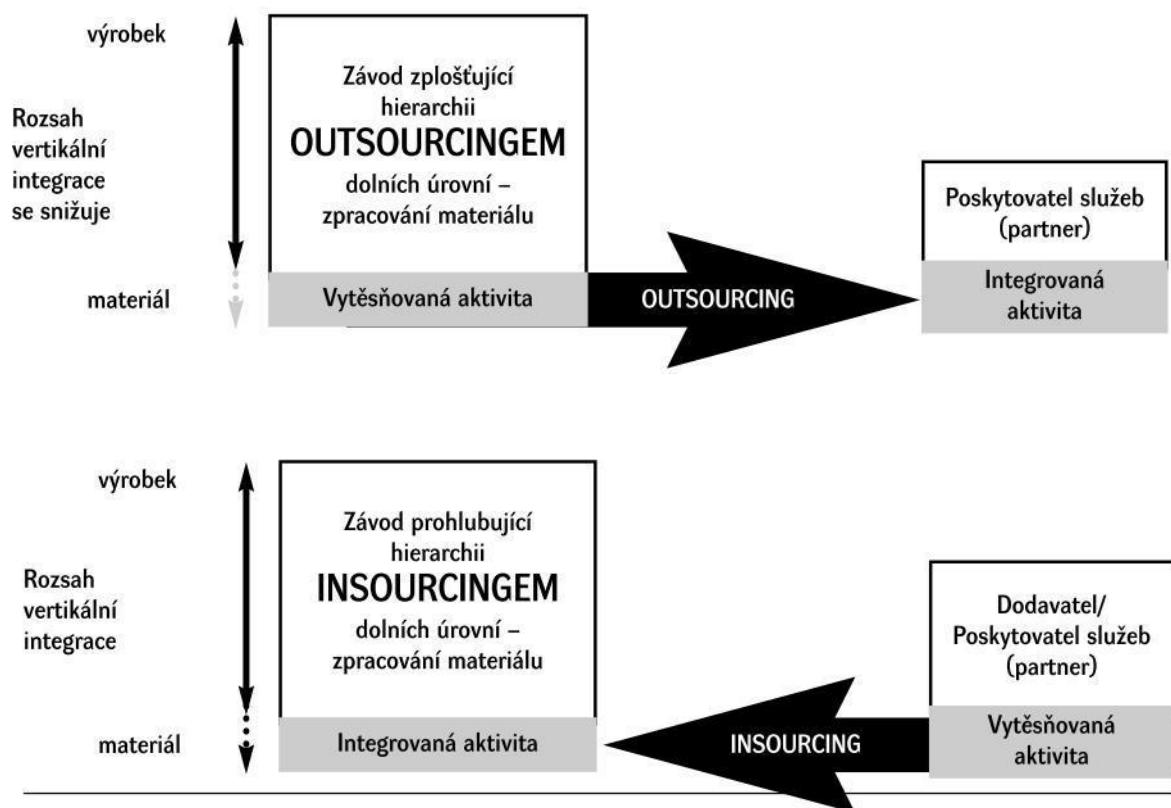 výrobek
Rozsah
vertikální
integrace
se snižuje
materiál
Závod zplošťující
hierarchii
OUTSOURCINGEM
dolních úrovní –
zpracování materiálu
Vytěsňovaná aktivita
OUTSOURCING
Poskytovatel služeb
(partner)
Integrovaná
aktivita
výrobek
Rozsah
vertikální
integrace
materiál
Závod prohlubující
hierarchii
INSOURCINGEM
dolních úrovní –
zpracování materiálu
Integrovaná aktivita
INSOURCING
Dodavatel/
Poskytovatel služeb
(partner)
Vytěsňovaná
aktivita